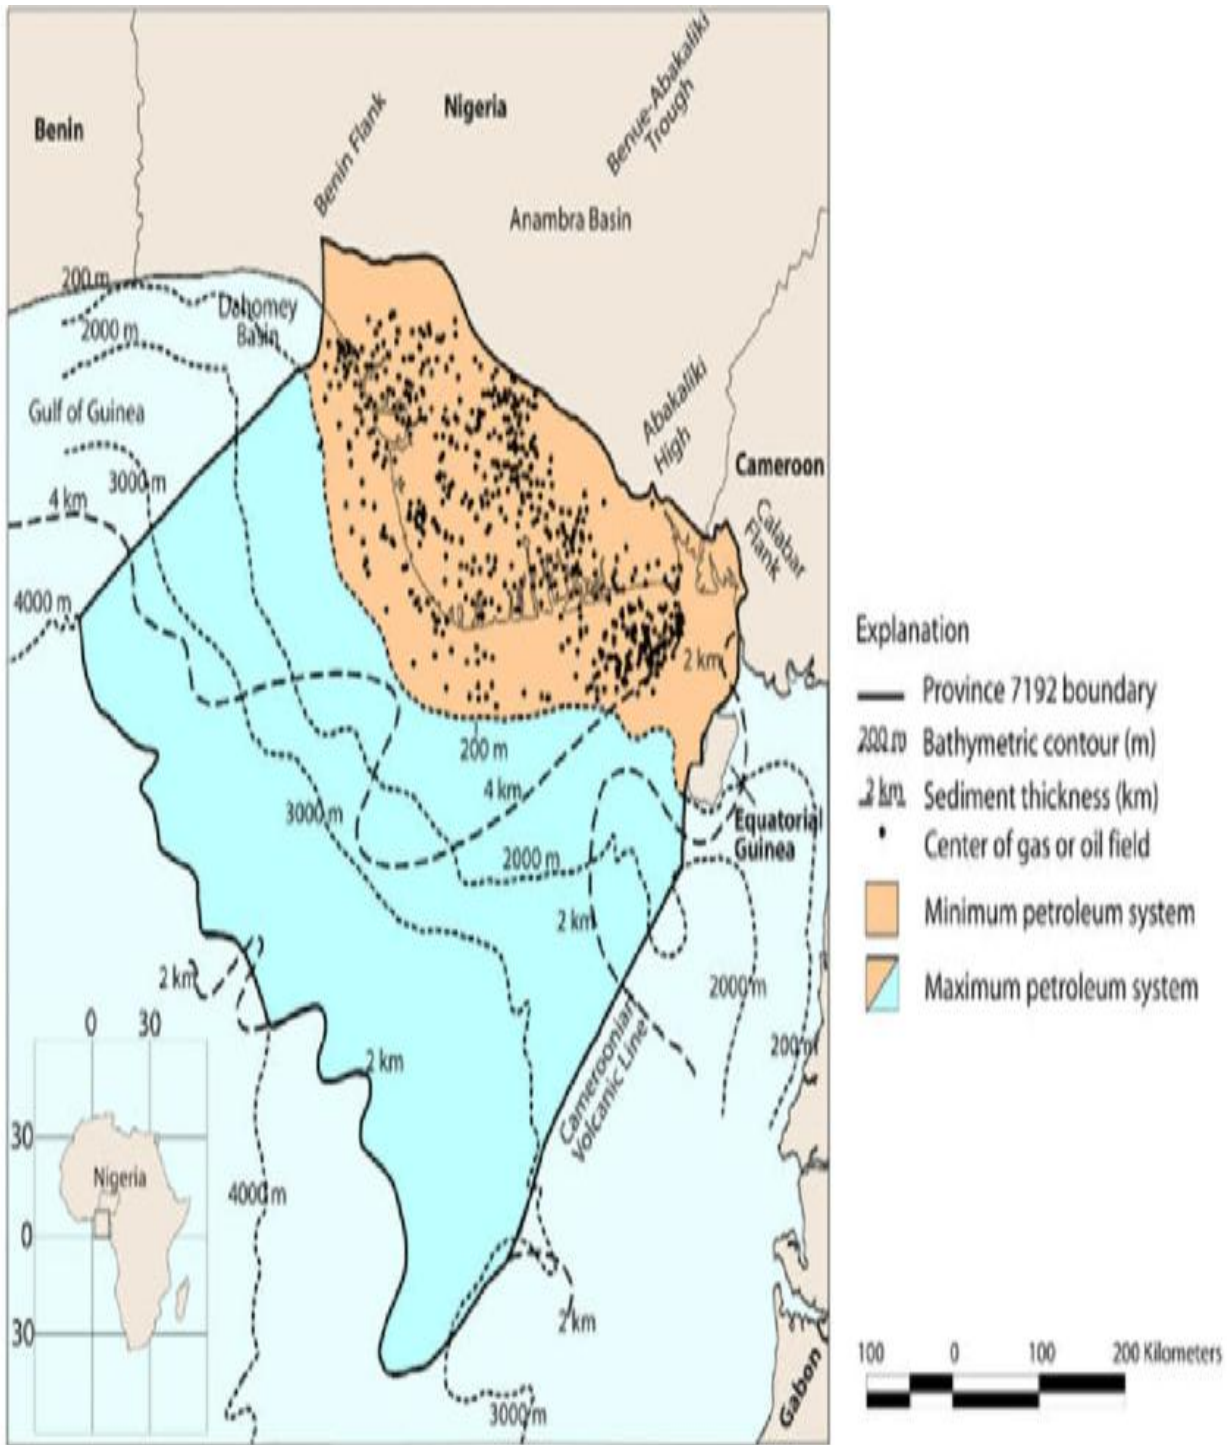 Benin
Nigeria
Benin Flank
Benue-Abakaliki
Trough
Anambra Basin
200 m
2000 m
Dahomey
Basin
Gulf of Guinea
3000 m
4 km
4000 m
Abakaliki
High
Cameroon
Calabar
Flank
2 km
200 m
4 km
3000 m
2000 m
Equatorial
Guinea
2 km
2 km
2000 m
200 m
Cameroonian
Volcanic Line
2 km
4000 m
2 km
3000 m
Gabon
0 30
30
Nigeria
0
30
Explanation
Province 7192 boundary
200 m Bathymetric contour (m)
2 km Sediment thickness (km)
Center of gas or oil field
Minimum petroleum system
Maximum petroleum system
100 0 100 200 Kilometers